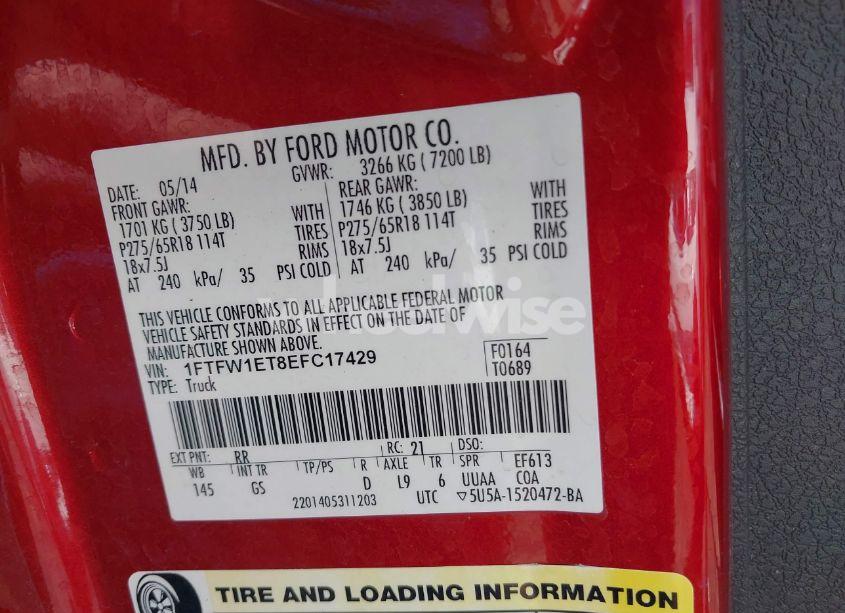 MFD. BY FORD MOTOR CO.
DATE: 05/14 GVWR: 3266 KG ( 7200 LB)
FRONT GAWR: REAR GAWR:
1701 KG ( 3750 LB) WITH 1746 KG ( 3850 LB) WITH
P275/65R18 114T TIRES P275/65R18 114T TIRES
18x7.5J RIMS 18x7.5J RIMS
AT 240 kPa/ 35 PSI COLD AT 240 kPa/ 35 PSI COLD
THIS VEHICLE CONFORMS TO ALL APPLICABLE FEDERAL MOTOR
VEHICLE SAFETY STANDARDS IN EFFECT ON THE DATE OF
MANUFACTURE SHOWN ABOVE.
VIN: 1FTFW1ET8EFC17429 F0164
TYPE: Truck T0689
EXT PNT: RR RC: 21 DSO:
WB INT TR TP/PS R AXLE TR SPR EF613
145 GS D L9 6 UUAA COA
2201405311203 UTC ▽5U5A-1520472-BA
TIRE AND LOADING INFORMATION